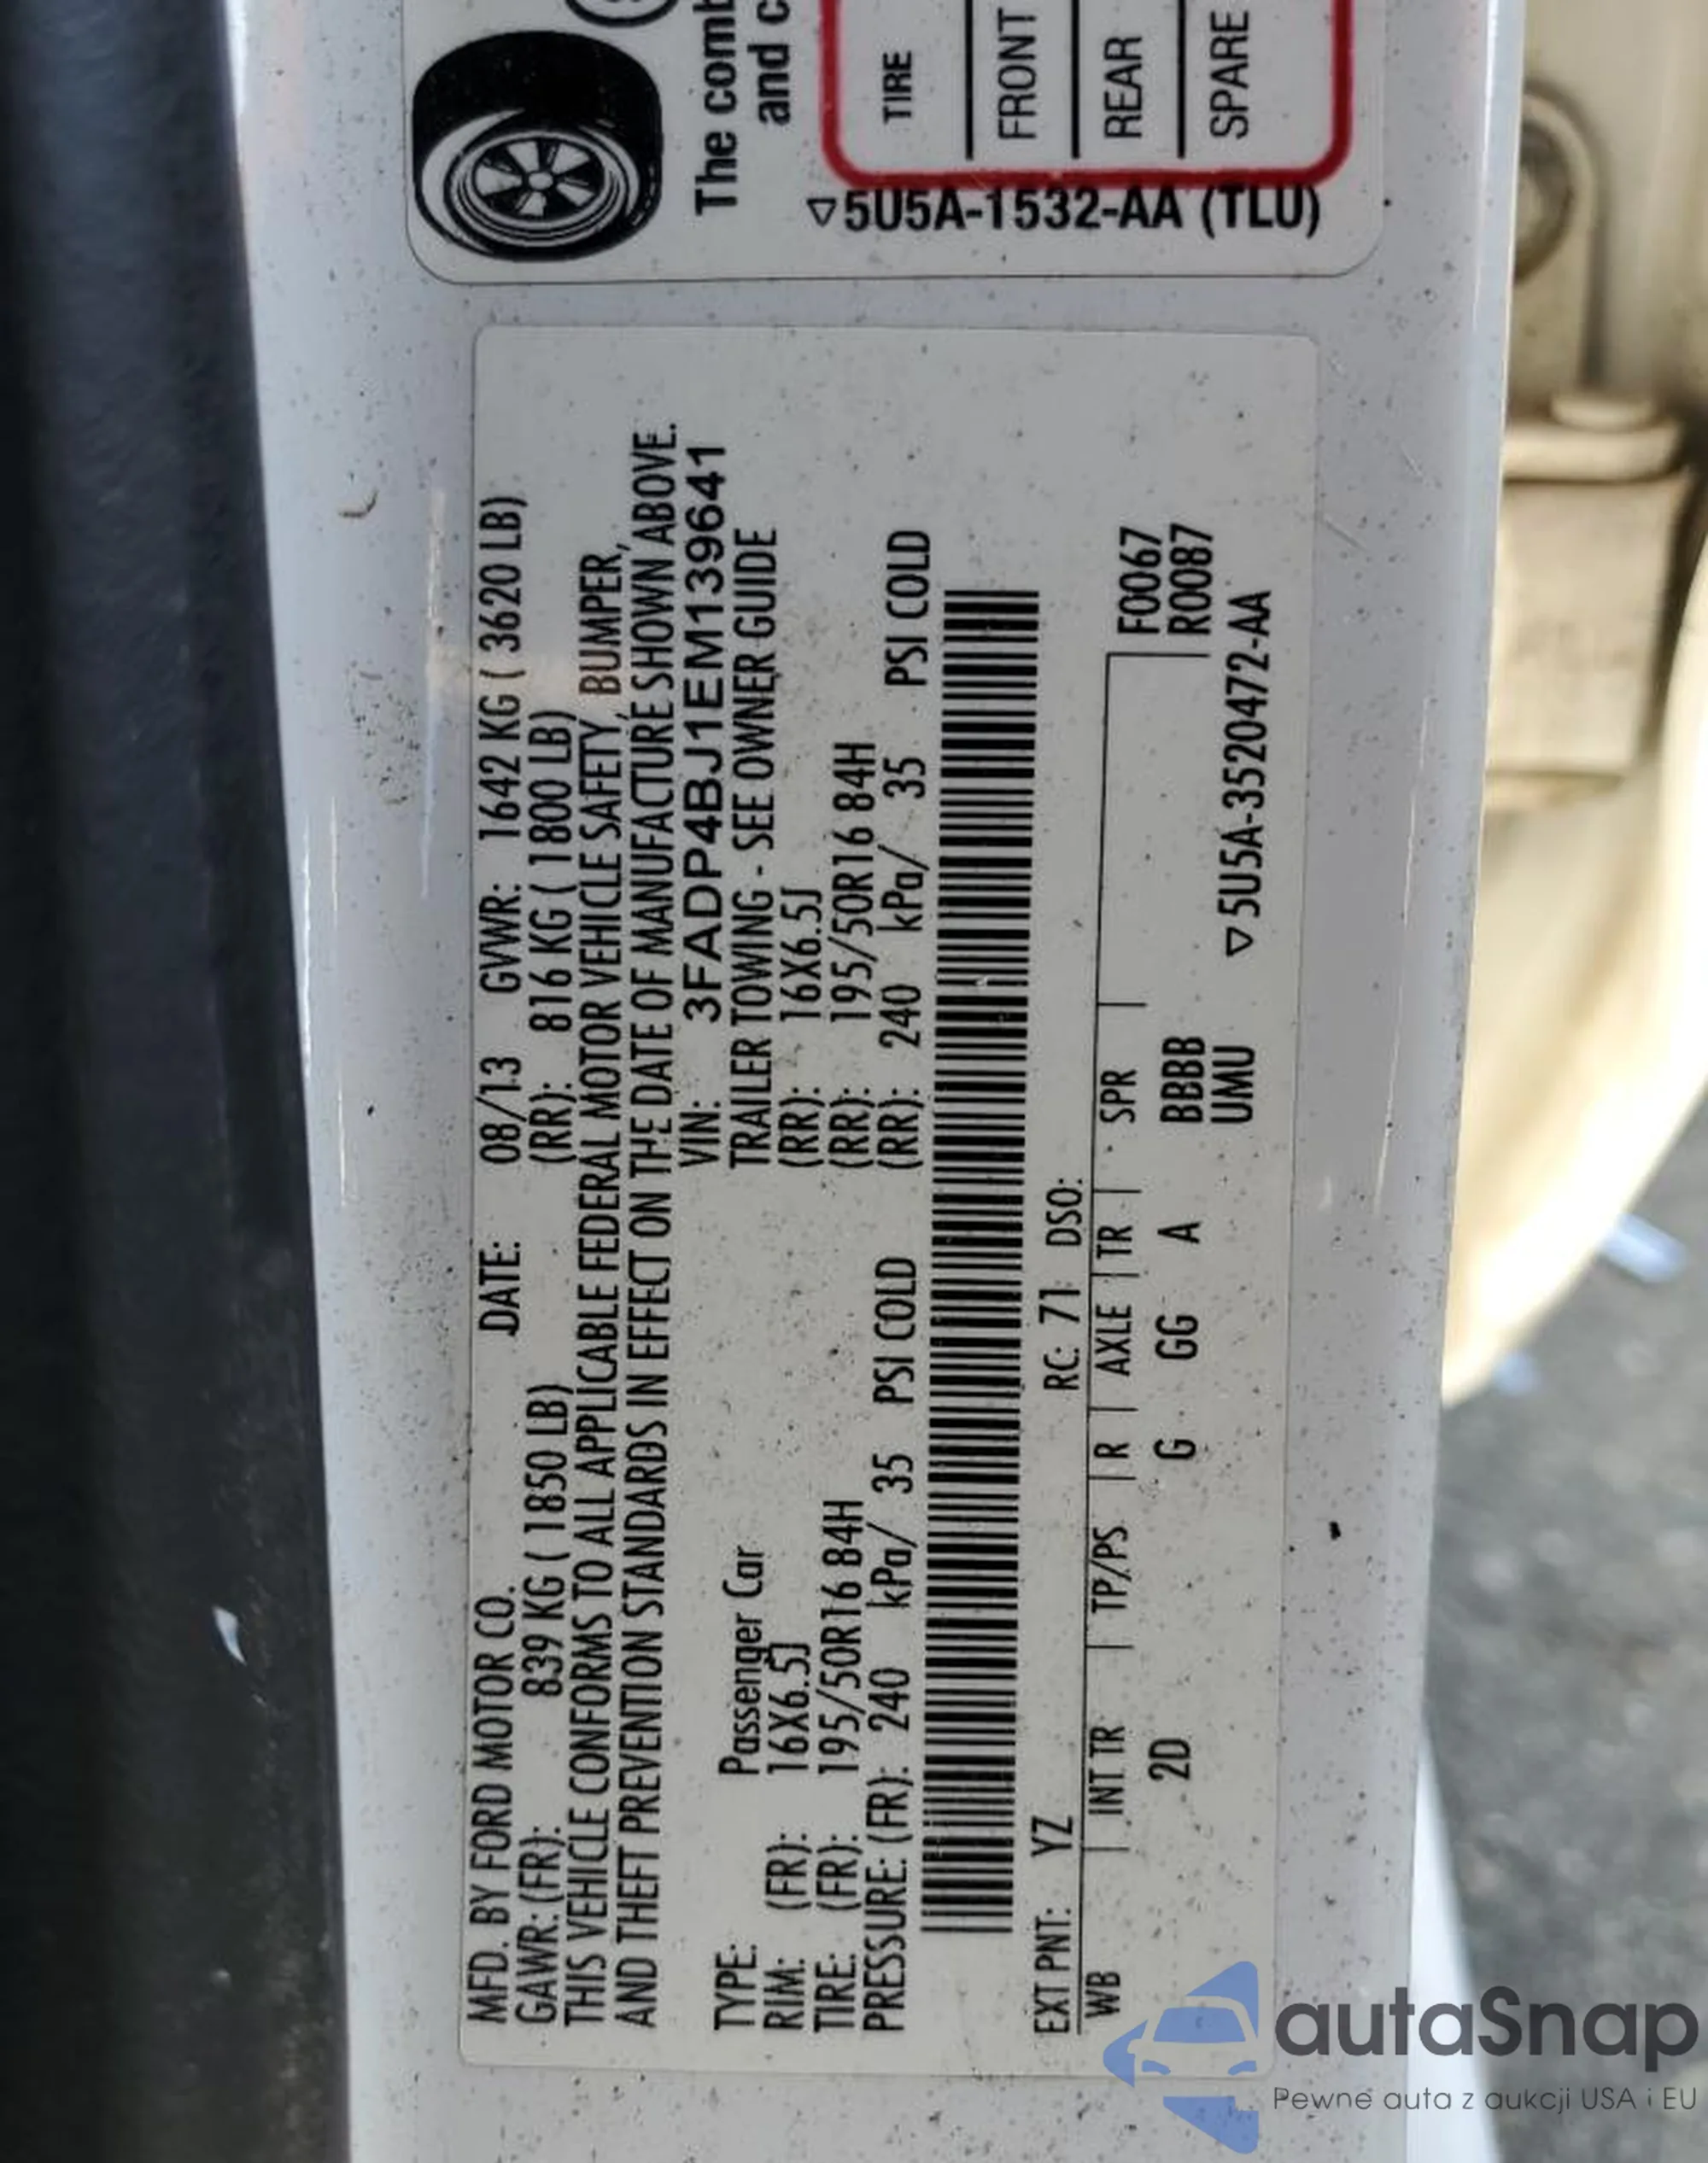 The comb
and c
TIRE
FRONT
REAR
SPARE
▽5U5A-1532-AA (TLU)
MFD. BY FORD MOTOR CO. DATE: 08/13 GVWR: 1642 KG ( 3620 LB)
GAWR: (FR): 839 KG ( 1850 LB) (RR): 816 KG ( 1800 LB)
THIS VEHICLE CONFORMS TO ALL APPLICABLE FEDERAL MOTOR VEHICLE SAFETY, BUMPER,
AND THEFT PREVENTION STANDARDS IN EFFECT ON THE DATE OF MANUFACTURE SHOWN ABOVE.
VIN: 3FADP4BJ1EM139641
TYPE: Passenger Car TRAILER TOWING - SEE OWNER GUIDE
RIM: (FR): 16X6.5J (RR): 16X6.5J
TIRE: (FR): 195/50R16 84H (RR): 195/50R16 84H
PRESSURE: (FR): 240 kPa/ 35 PSI COLD (RR): 240 kPa/ 35 PSI COLD
EXT PNT: YZ RC: 71 DSO:
WB INT TR TP/PS R AXLE TR SPR F0067
2D G GG A BBBB R0087
UMU ▽5U5A-3520472-AA
autaSnap
Pewne auta z aukcji USA i EU